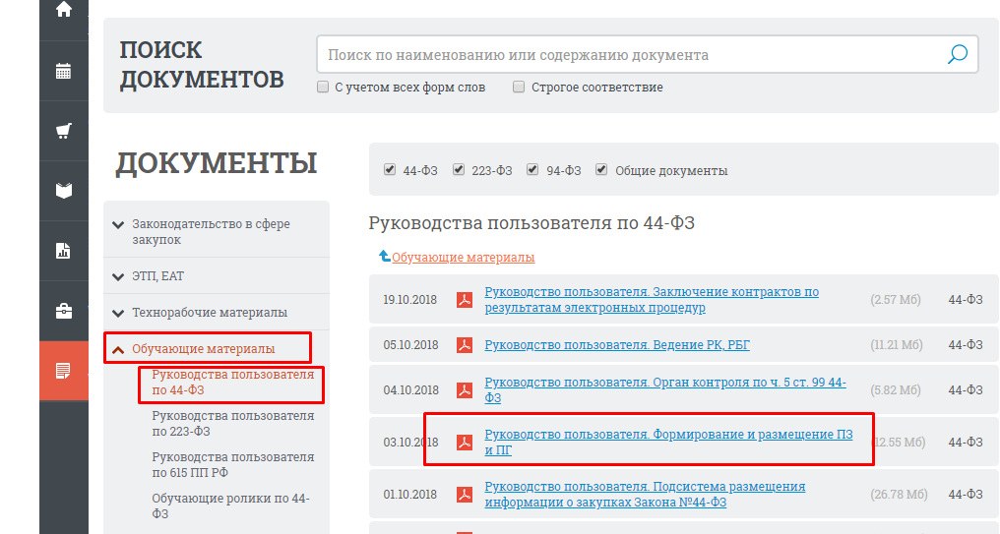 ПОИСК
ДОКУМЕНТОВ
Поиск по наименованию или содержанию документа
С учетом всех форм слов
Строгое соответствие
ДОКУМЕНТЫ
Законодательство в сфере
закупок
ЭТП, ЕАТ
Технорабочие материалы
Обучающие материалы
Руководства пользователя
по 44-ФЗ
Руководства пользователя
по 223-ФЗ
Руководства пользователя
по 615 ПП РФ
Обучающие ролики по 44-
ФЗ
44-ФЗ 223-ФЗ 94-ФЗ Общие документы
Руководства пользователя по 44-ФЗ
Обучающие материалы
19.10.2018 Руководство пользователя. Заключение контрактов по (2.57 Мб) 44-ФЗ
результатам электронных процедур
05.10.2018 Руководство пользователя. Ведение РК, РБГ (11.21 Мб) 44-ФЗ
04.10.2018 Руководство пользователя. Орган контроля по ч. 5 ст. 99 44- (5.82 Мб) 44-ФЗ
ФЗ
03.10.2018 Руководство пользователя. Формирование и размещение ПЗ (12.55 Мб) 44-ФЗ
и ПГ
01.10.2018 Руководство пользователя. Подсистема размещения (26.78 Мб) 44-ФЗ
информации о закупках Закона №44-ФЗ